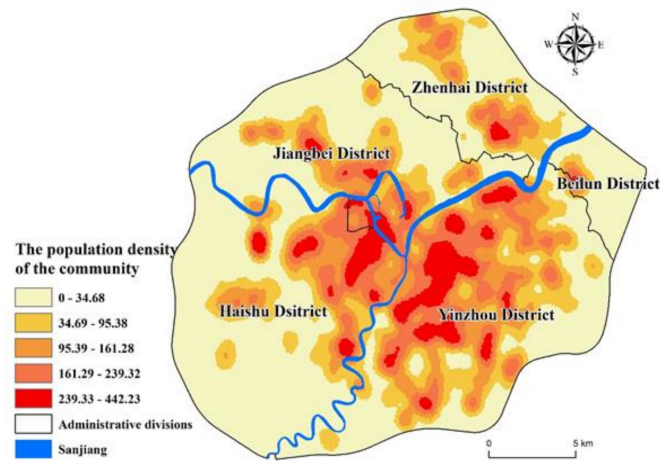 N
W E
S
Zhenhai District
Jiangbei District
Beilun District
The population density
of the community
0 - 34.68
34.69 - 95.38
95.39 - 161.28
161.29 - 239.32
239.33 - 442.23
Administrative divisions
Sanjiang
Haishu Dsitrict
Yinzhou District
0 5 km